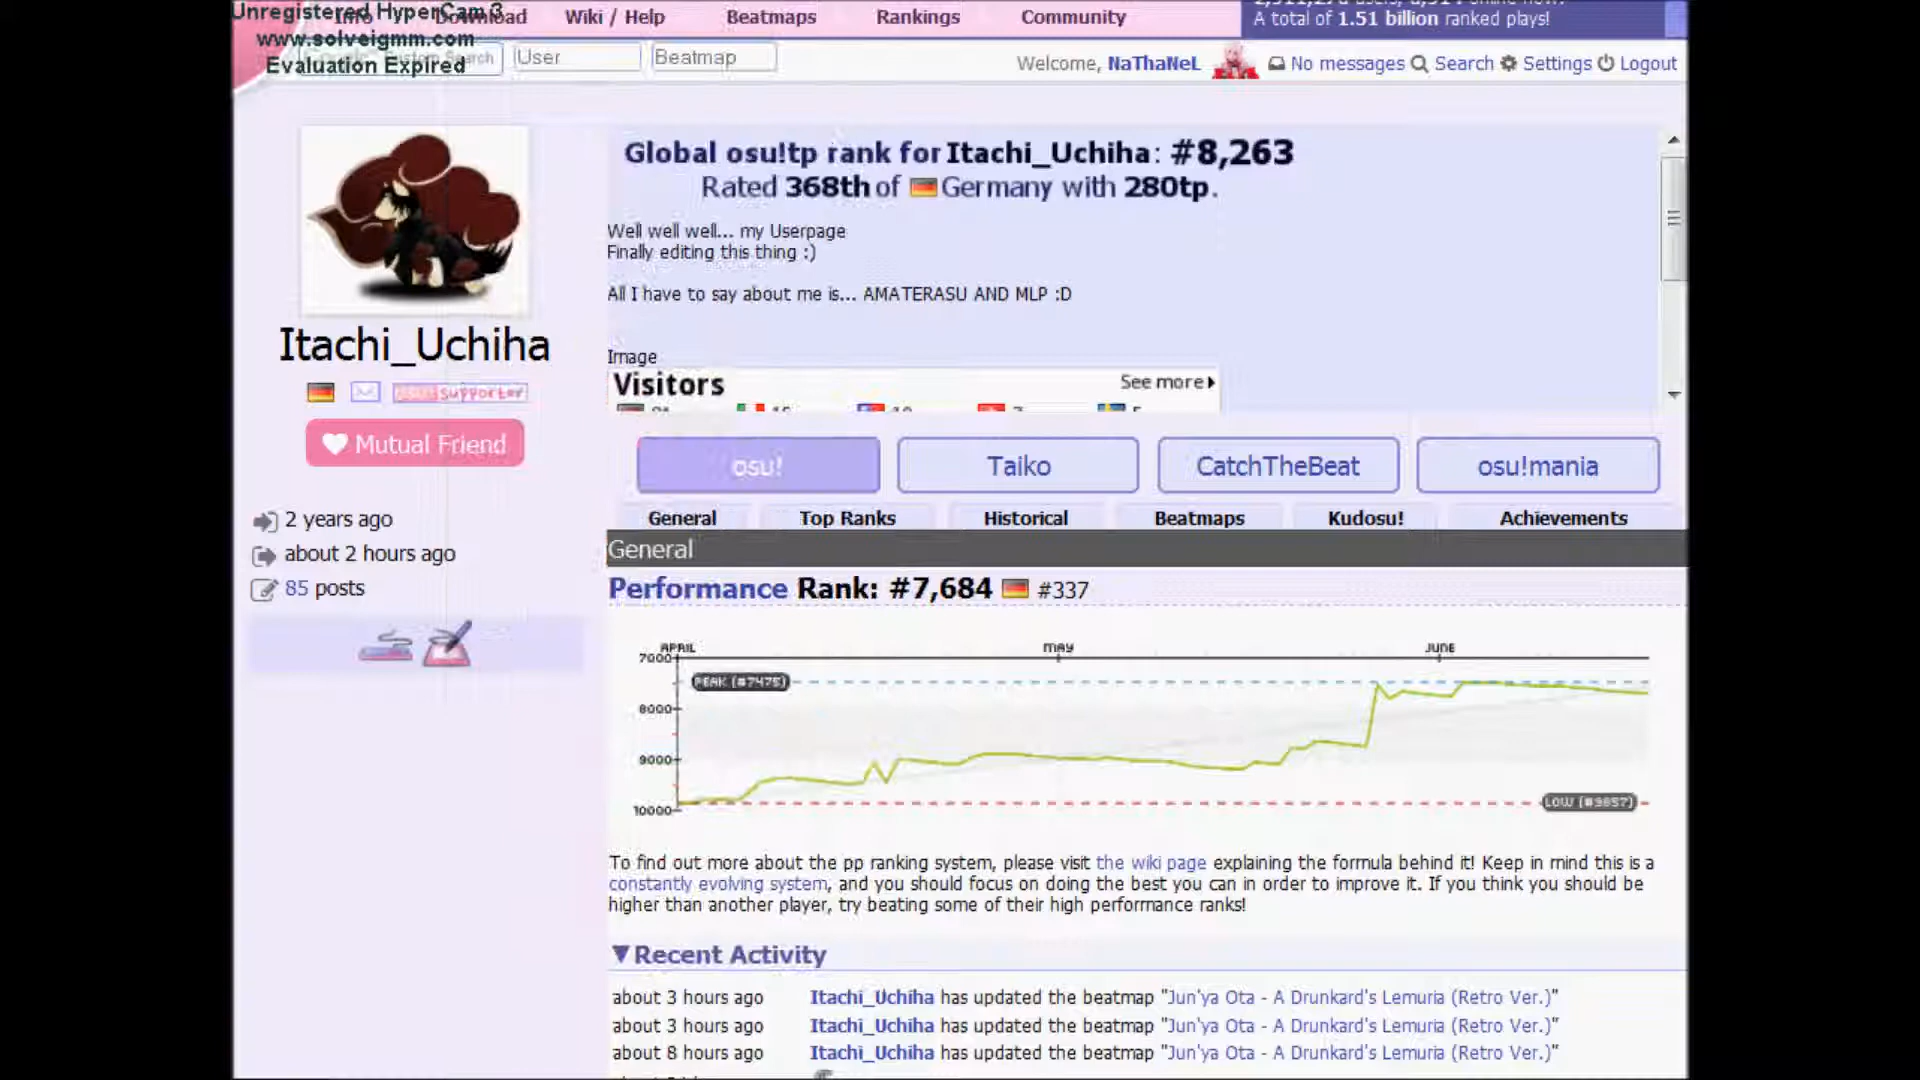 Unregistered HyperCam 3
www.solveigmm.com
Evaluation Expired
Info Download Wiki / Help Beatmaps Rankings Community
A total of 1.51 billion ranked plays!
Custom Search User Beatmap
Welcome, NaThaNeL No messages Search Settings Logout
Global osu!tp rank for Itachi_Uchiha: #8,263
Rated 368th of Germany with 280tp.
Well well well... my Userpage
Finally editing this thing :)
All I have to say about me is... AMATERASU AND MLP :D
Image
Visitors See more
Itachi_Uchiha
supporter
Mutual Friend
2 years ago
about 2 hours ago
85 posts
osu! Taiko CatchTheBeat osu!mania
General Top Ranks Historical Beatmaps Kudosu! Achievements
General
Performance Rank: #7,684 #337
APRIL MAY JUNE
7000
PEAK (#7475)
8000
9000
LOW (#9857)
10000
To find out more about the pp ranking system, please visit the wiki page explaining the formula behind it! Keep in mind this is a
constantly evolving system, and you should focus on doing the best you can in order to improve it. If you think you should be
higher than another player, try beating some of their high performance ranks!
▼Recent Activity
about 3 hours ago Itachi_Uchiha has updated the beatmap "Jun'ya Ota - A Drunkard's Lemuria (Retro Ver.)"
about 3 hours ago Itachi_Uchiha has updated the beatmap "Jun'ya Ota - A Drunkard's Lemuria (Retro Ver.)"
about 8 hours ago Itachi_Uchiha has updated the beatmap "Jun'ya Ota - A Drunkard's Lemuria (Retro Ver.)"